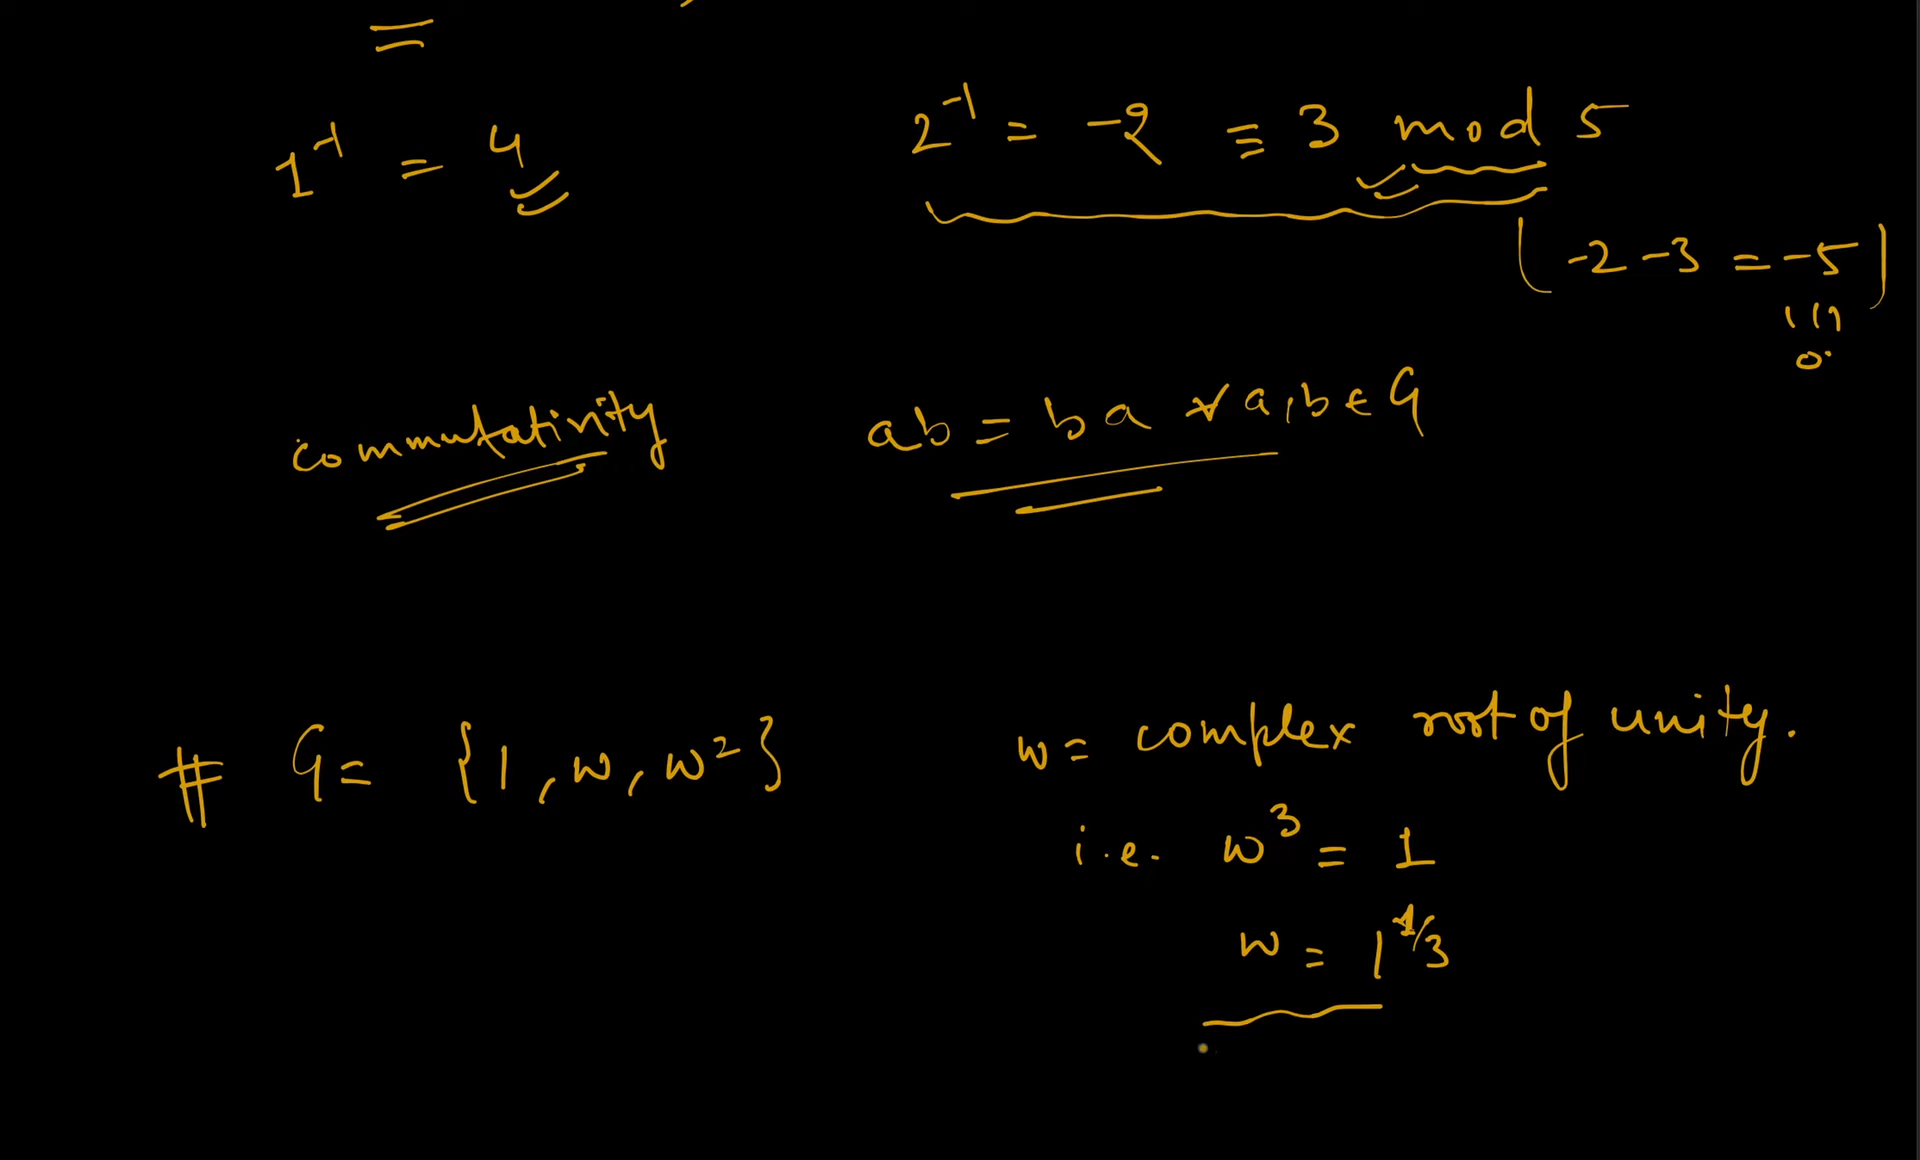 1⁻¹ = 4
2⁻¹ = -2 ≡ 3 mod 5
(-2 -3 = -5)
0.
commutativity
ab = ba ∀ a,b ∈ G
# G = {1, w, w²}
w = complex root of unity.
i.e. w³ = 1
w = 1^1/3